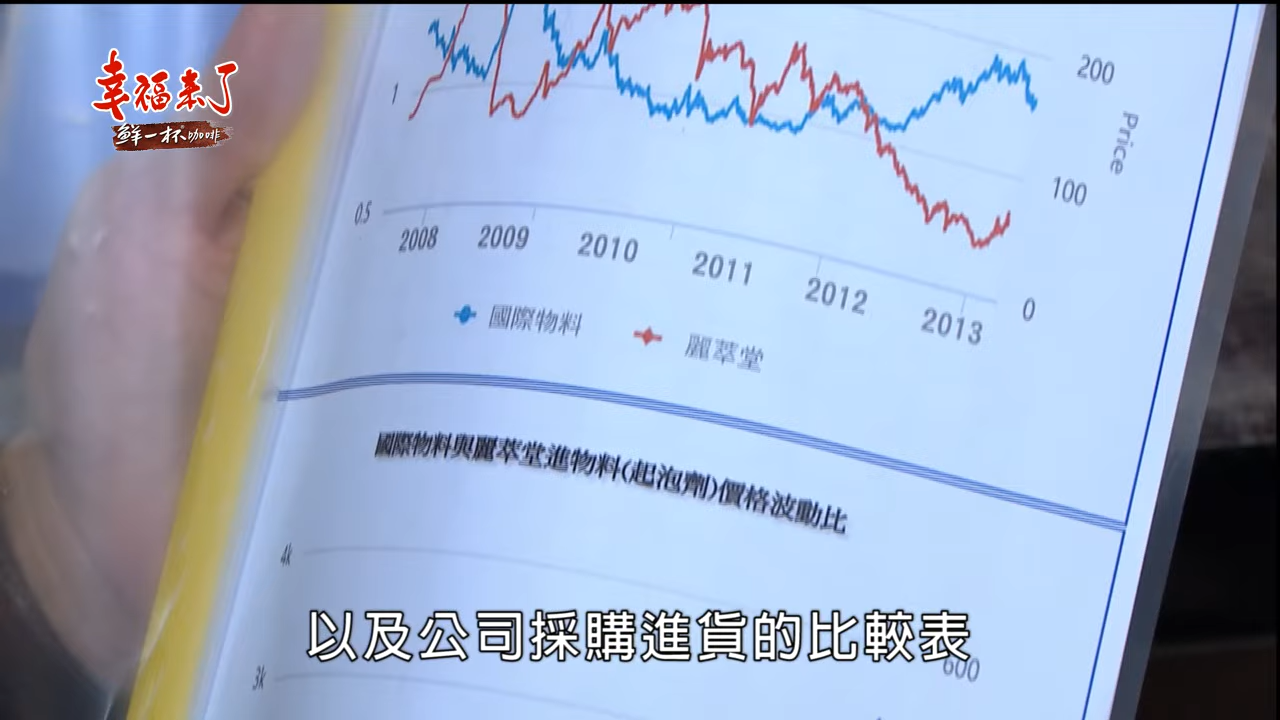 幸福來了
鮮一杯咖啡
200
1
Price
100
0.5
2008
2009
2010
2011
2012
2013
0
國際物料
麗萃堂
國際物料與麗萃堂進物料(起泡劑)價格波動比
4k
以及公司採購進貨的比較表
600
3k